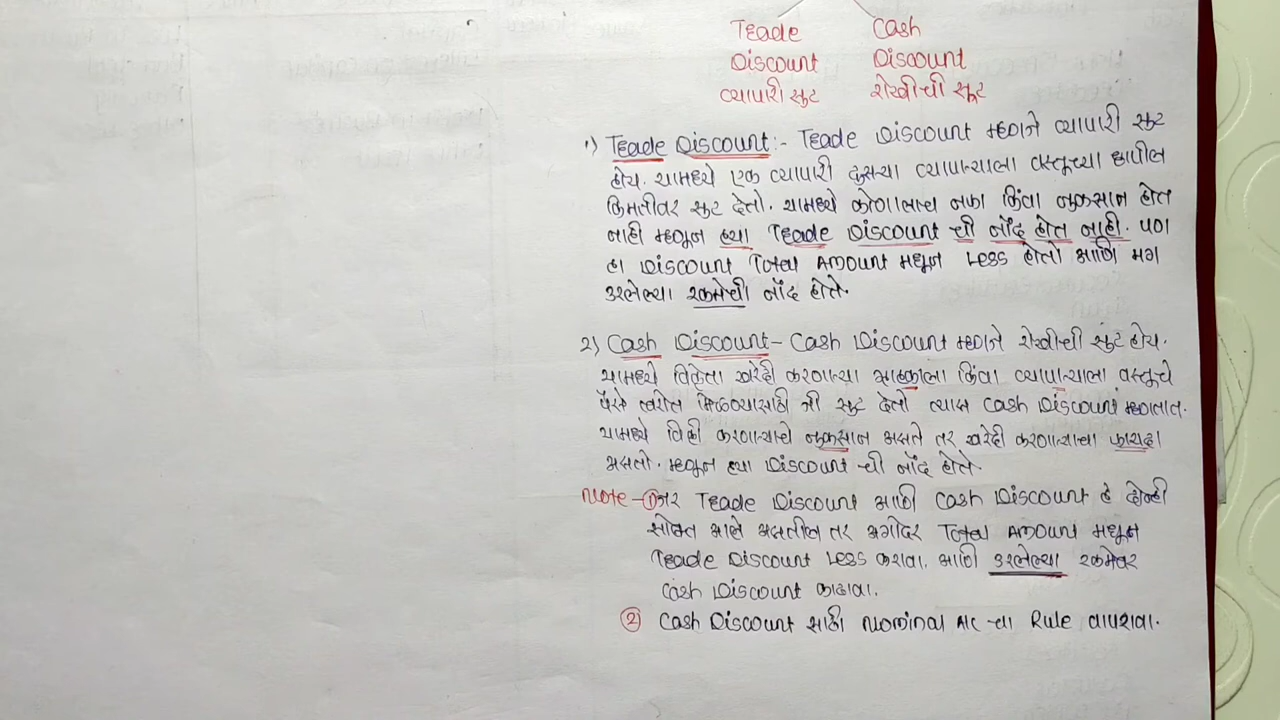 Trade Cash
Discount Discount
व्यापारी सुट रोखीची सुट
1) Trade Discount :- Trade Discount म्हणजे व्यापारी सुट
होय. यामध्ये एक व्यापारी दुसऱ्या व्यापाऱ्याला वस्तूच्या छापील
किमतीवर सुट देतो. यामध्ये कोणालाच नफा किंवा नुकसान होत
नाही म्हणून ह्या Trade Discount ची नोंद होत नाही. पण
हा Discount Total Amount मधून Less होतो आणि मग
उरलेल्या रकमेची नोंद होते.
2) Cash Discount - Cash Discount म्हणजे रोखीची सुट होय.
यामध्ये विक्रेता खरेदी करणाऱ्या ग्राहकाला किंवा व्यापाऱ्याला वस्तूचे
पैसे त्वरीत मिळण्यासाठी जी सुट देतो त्यास Cash Discount म्हणतात.
यामध्ये विक्री करणाऱ्याचे नुकसान असते तर खरेदी करणाऱ्याचा फायदा
असतो. म्हणून ह्या Discount ची नोंद होते.
Note - ① जर Trade Discount आणि Cash Discount हे दोन्ही
सोबत आले असतील तर अगोदर Total Amount मधून
Trade Discount Less करावा. आणि उरलेल्या रकमेवर
Cash Discount काढावा.
② Cash Discount साठी Nominal A/c चा Rule वापरावा.